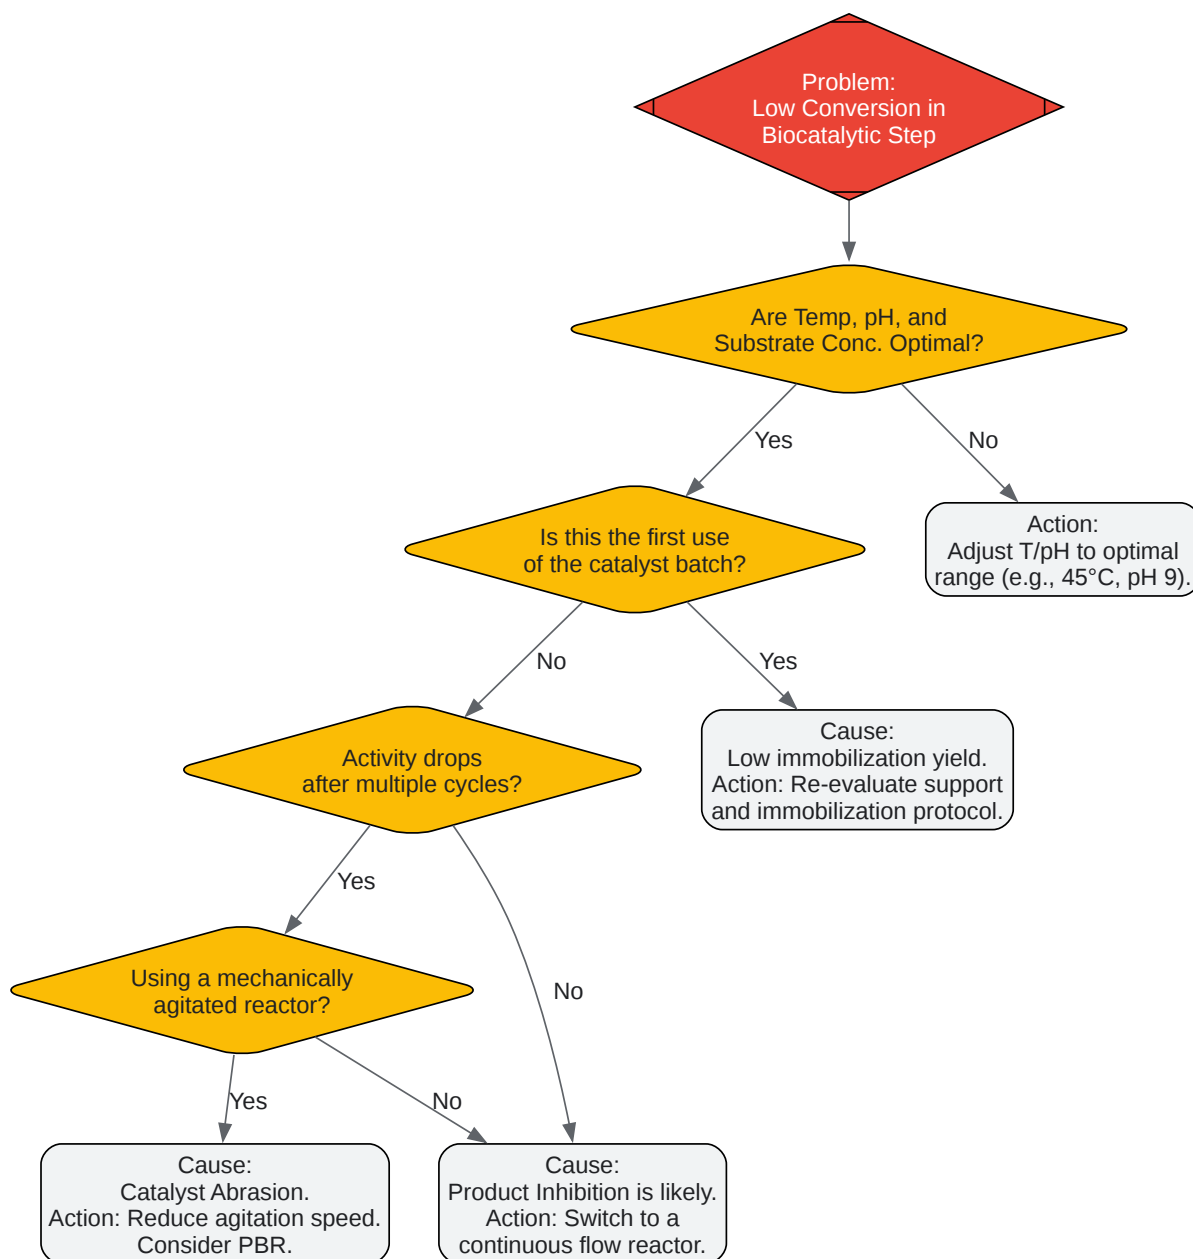 Problem:
Low Conversion in
Biocatalytic Step
Are Temp, pH, and
Substrate Conc. Optimal?
Yes
No
Is this the first use
of the catalyst batch?
Action:
Adjust T/pH to optimal
range (e.g., 45°C, pH 9).
No
Yes
Activity drops
after multiple cycles?
Cause:
Low immobilization yield.
Action: Re-evaluate support
and immobilization protocol.
Yes
No
Using a mechanically
agitated reactor?
Yes
No
Cause:
Catalyst Abrasion.
Action: Reduce agitation speed.
Consider PBR.
Cause:
Product Inhibition is likely.
Action: Switch to a
continuous flow reactor.